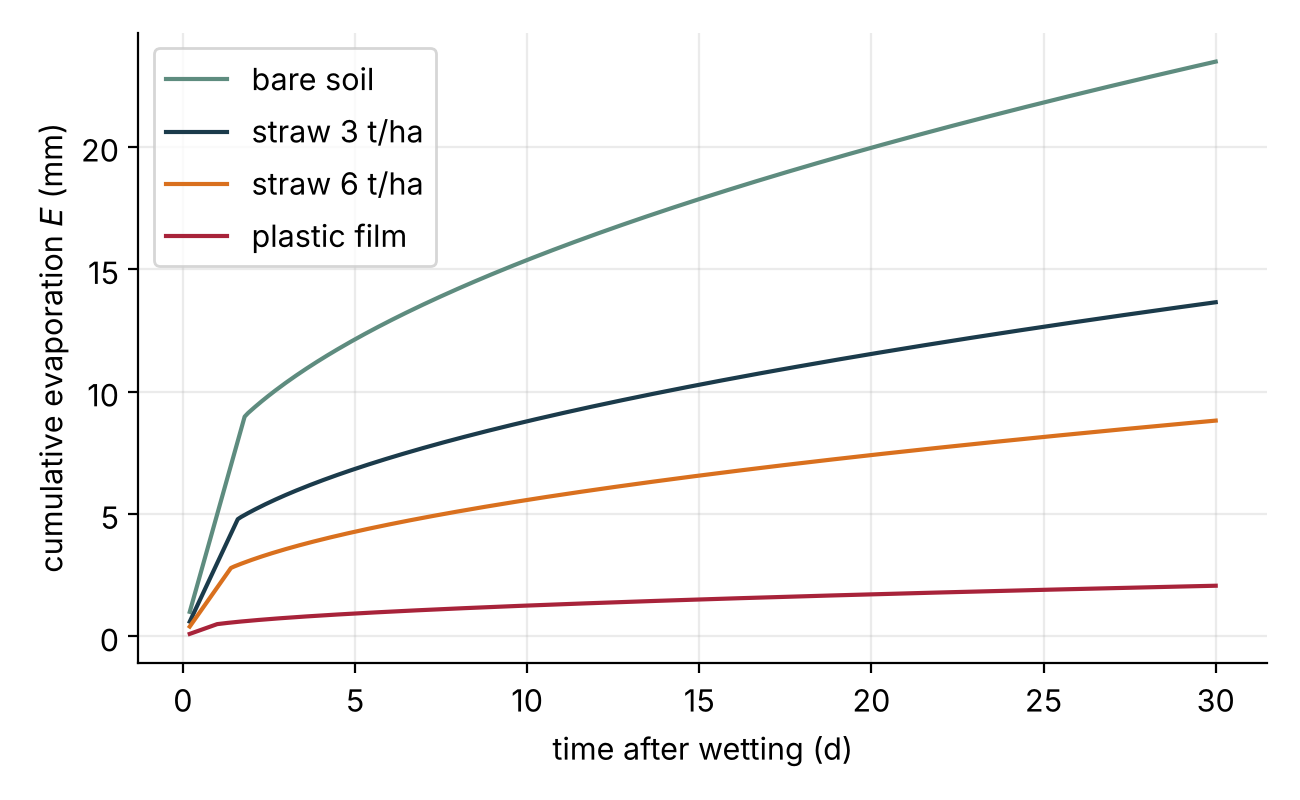 bare soil
straw 3 t/ha
straw 6 t/ha
plastic film
cumulative evaporation E (mm)
20
15
10
5
0
0 5 10 15 20 25 30
time after wetting (d)